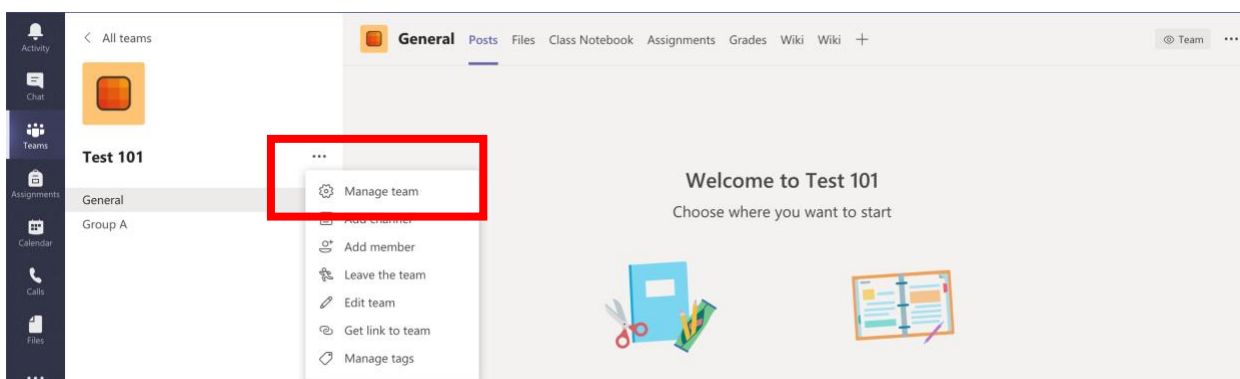 Activity
Chat
Teams
Assignments
Calendar
Calls
Files
< All teams
Test 101
General
Group A
General Posts Files Class Notebook Assignments Grades Wiki Wiki +
Team
Manage team
Add channel
Add member
Leave the team
Edit team
Get link to team
Manage tags
Welcome to Test 101
Choose where you want to start